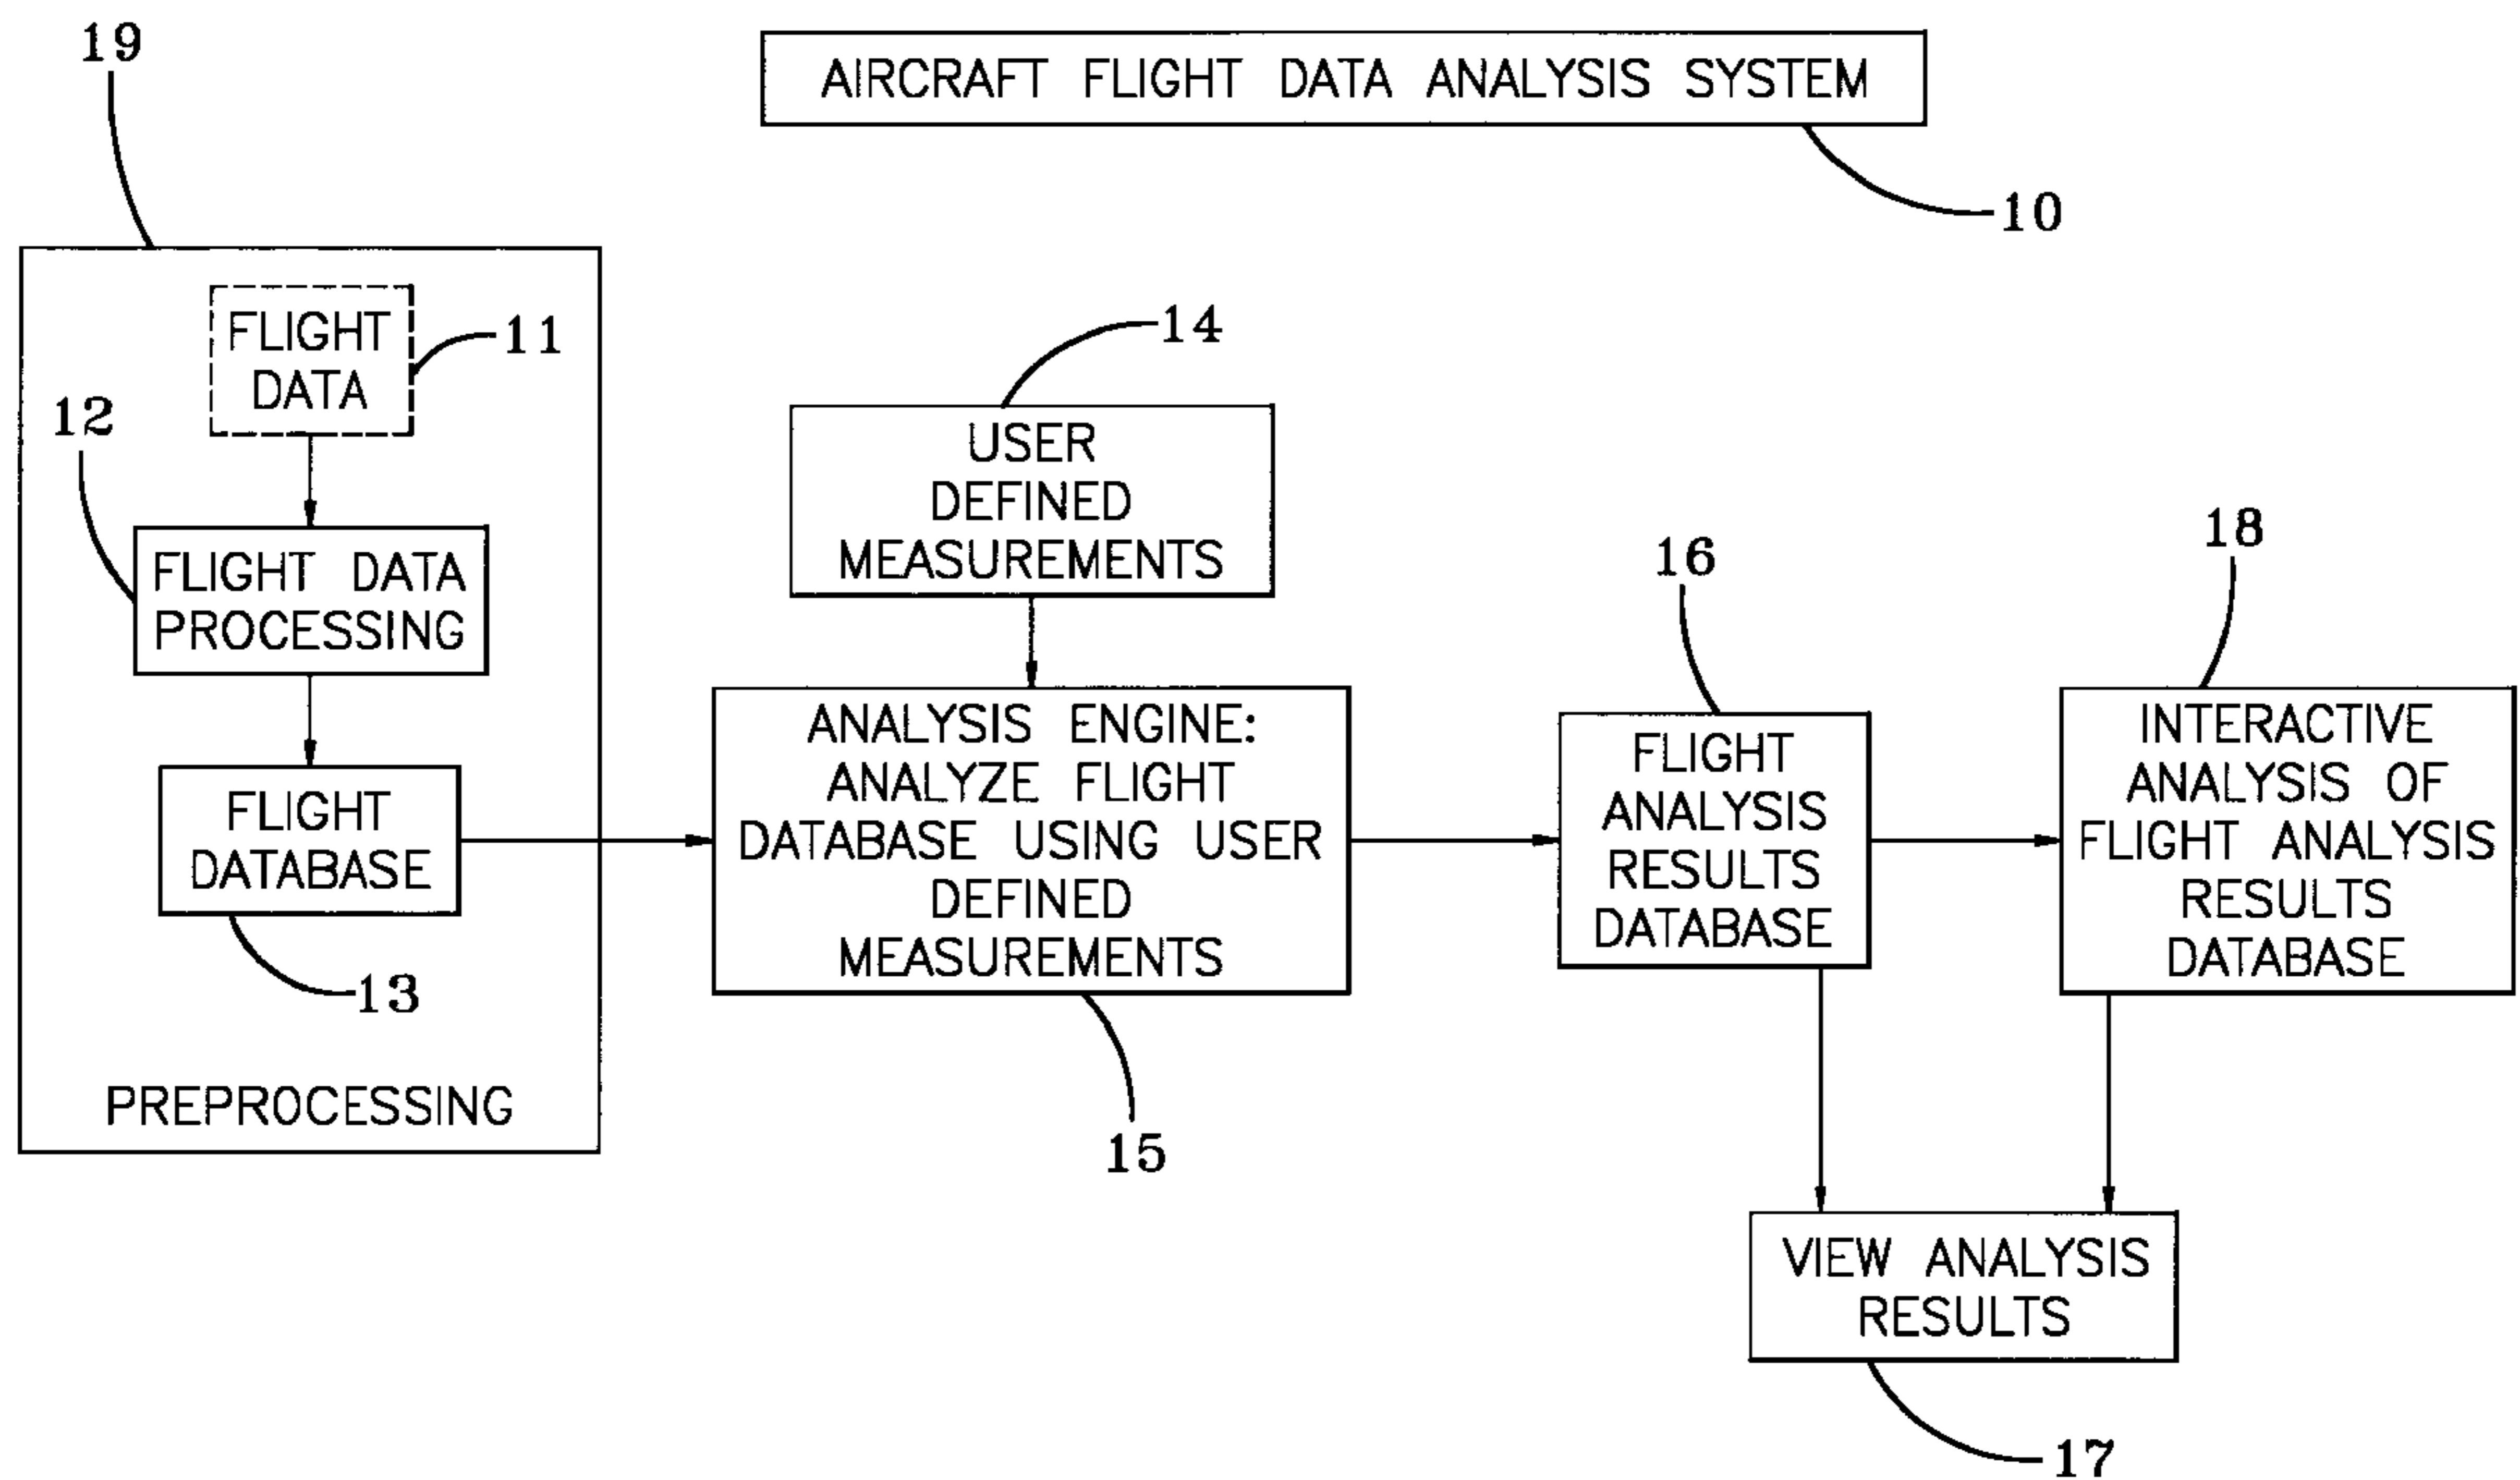 19
AIRCRAFT FLIGHT DATA ANALYSIS SYSTEM
10
FLIGHT
DATA
11
12
FLIGHT DATA
PROCESSING
FLIGHT
DATABASE
13
PREPROCESSING
14
USER
DEFINED
MEASUREMENTS
ANALYSIS ENGINE:
ANALYZE FLIGHT
DATABASE USING USER
DEFINED
MEASUREMENTS
15
16
FLIGHT
ANALYSIS
RESULTS
DATABASE
18
INTERACTIVE
ANALYSIS OF
FLIGHT ANALYSIS
RESULTS
DATABASE
VIEW ANALYSIS
RESULTS
17